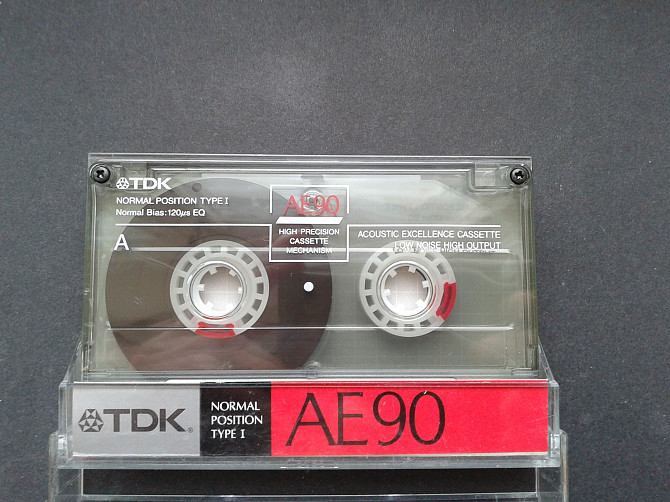 TDK
NORMAL POSITION TYPE I
Normal Bias:120µs EQ
A
AE90
HIGH PRECISION
CASSETTE
MECHANISM
ACOUSTIC EXCELLENCE CASSETTE
LOW NOISE HIGH OUTPUT
TDK®
NORMAL
POSITION
TYPE I
AE90